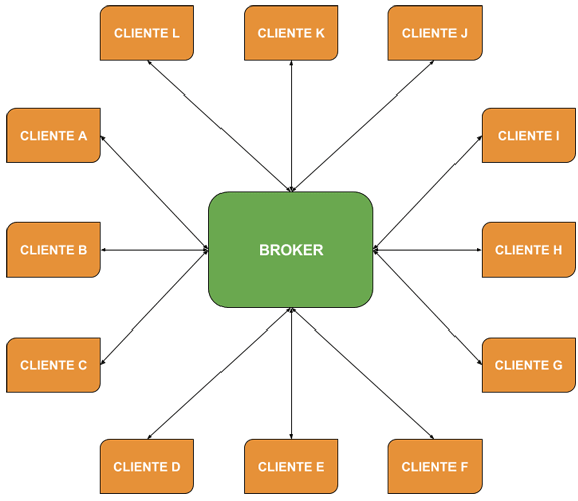 CLIENTE L
CLIENTE K
CLIENTE J
CLIENTE A
CLIENTE I
CLIENTE B
BROKER
CLIENTE H
CLIENTE C
CLIENTE G
CLIENTE D
CLIENTE E
CLIENTE F